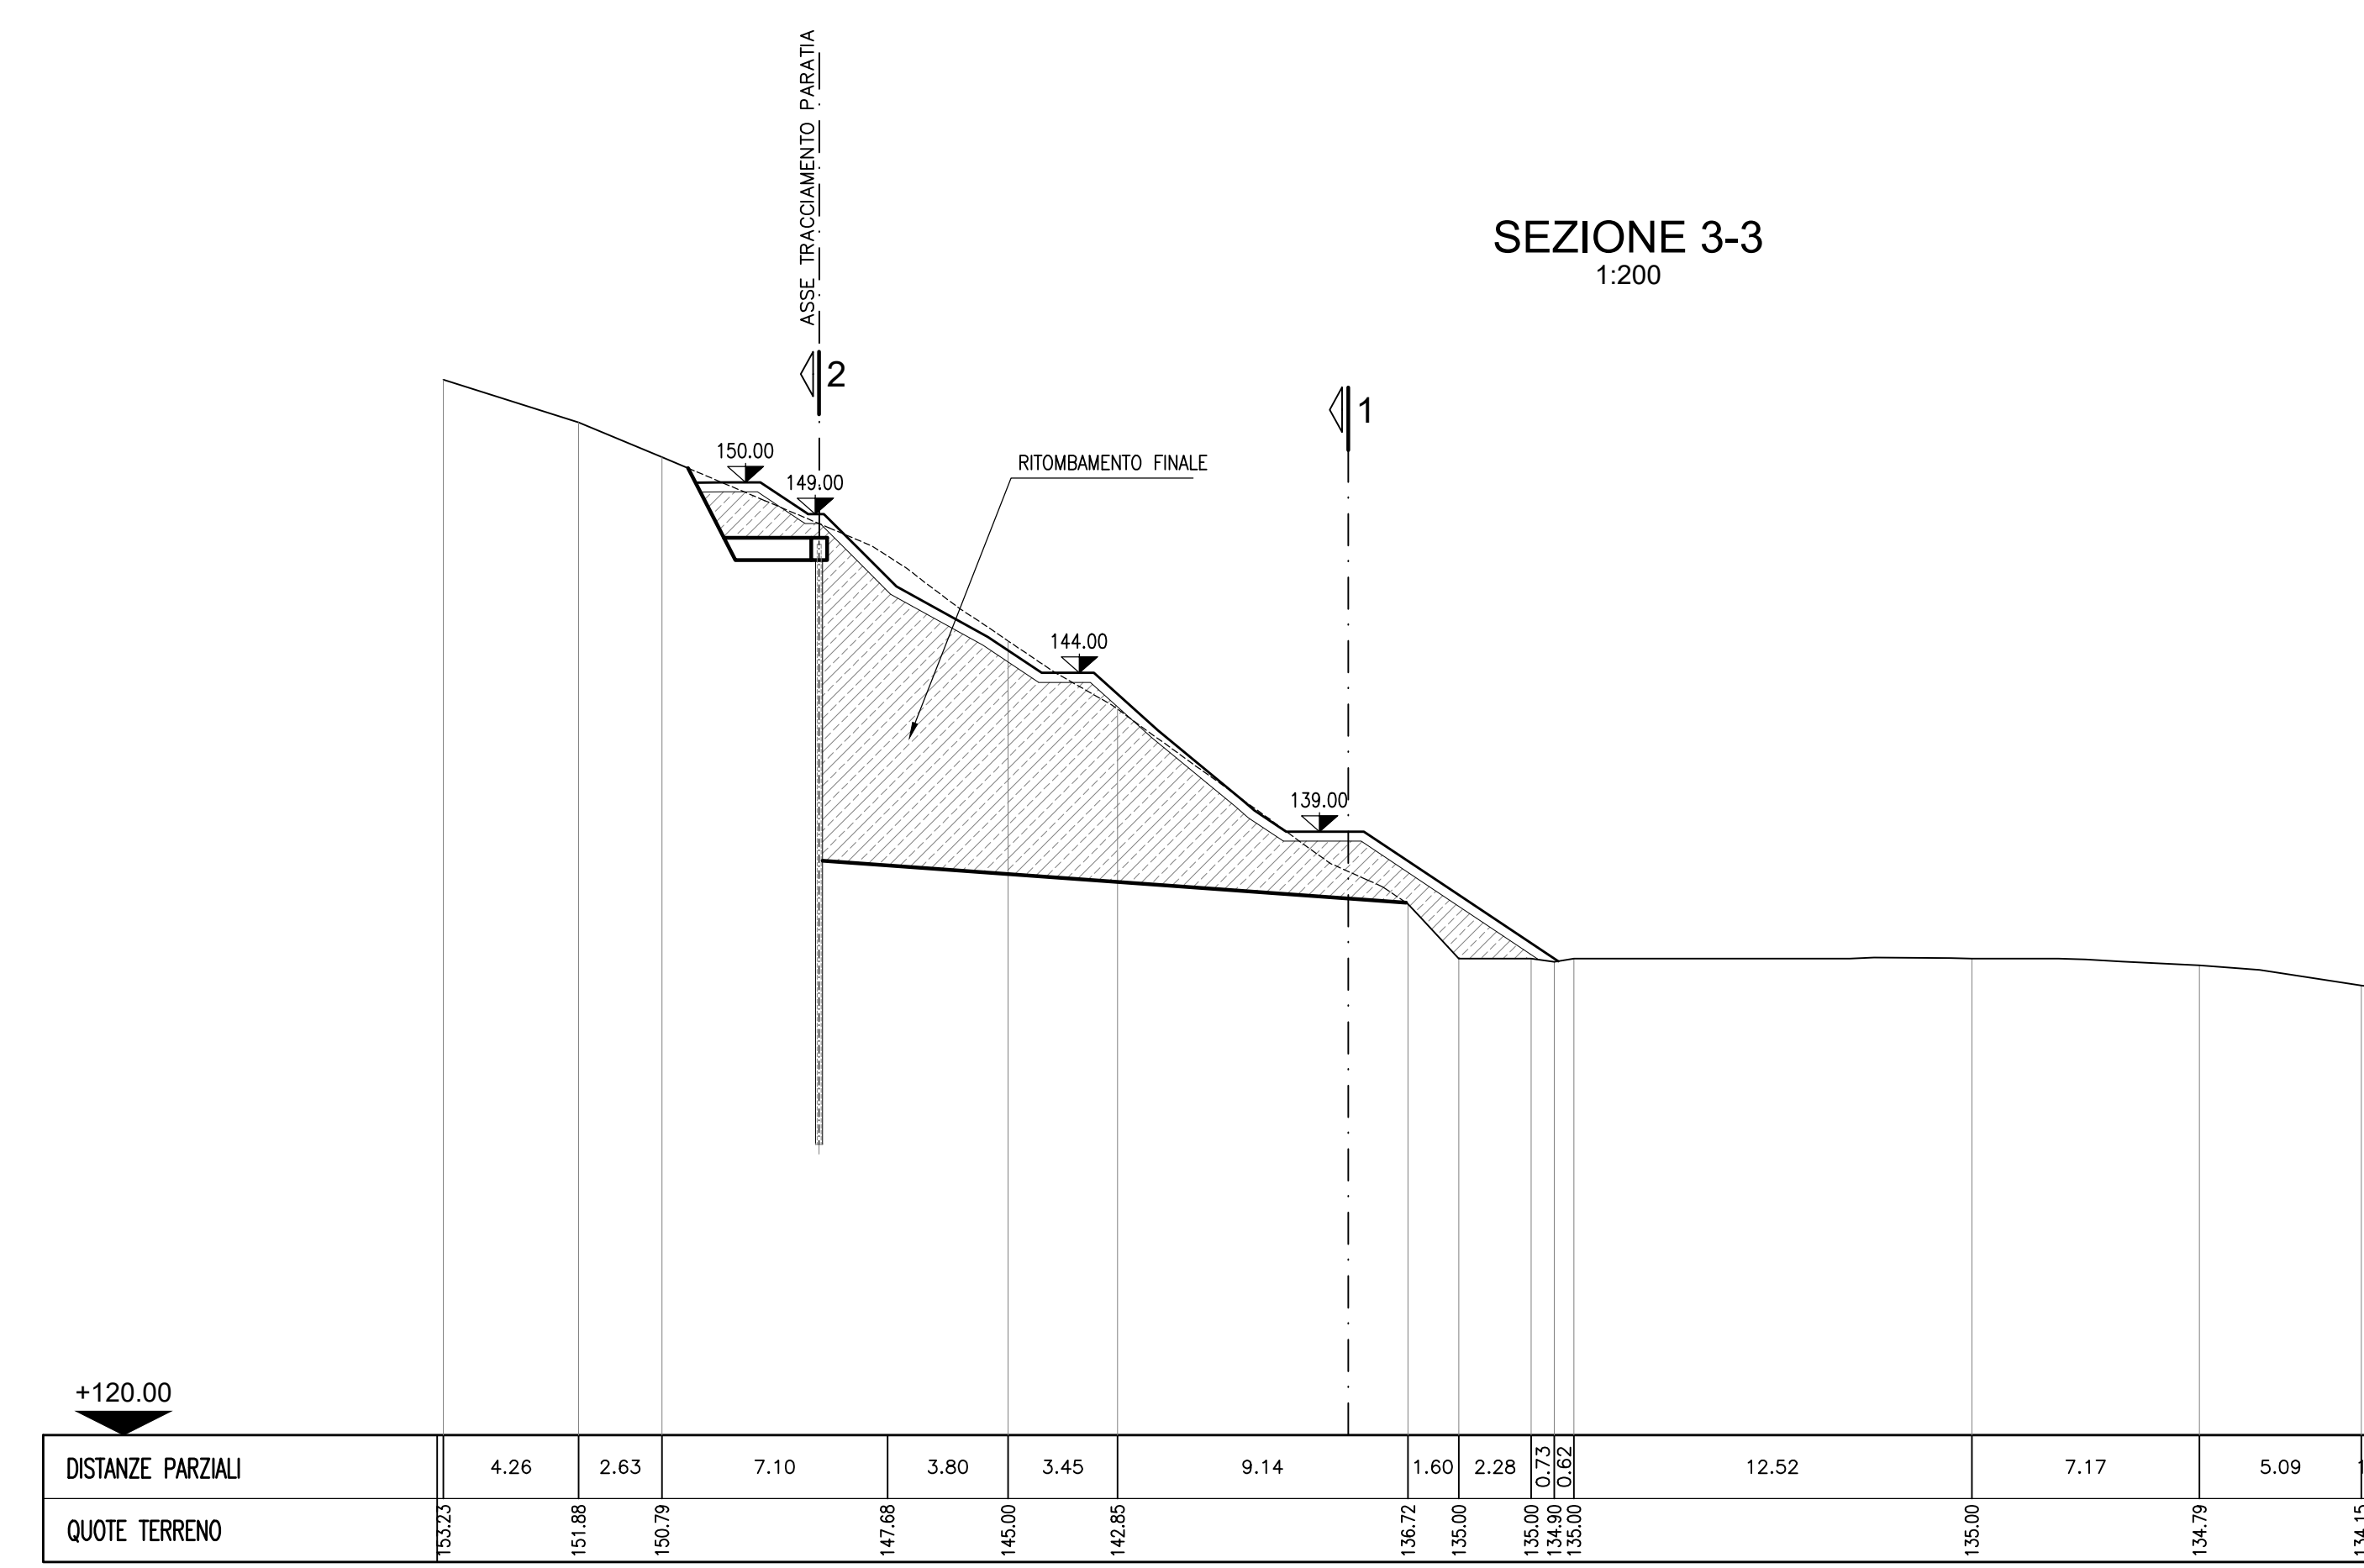 ASSE TRACCIAMENTO PARATIA
SEZIONE 3-3
1:200
2
1
150.00
RITOMBAMENTO FINALE
149.00
144.00
139.00
+120.00
DISTANZE PARZIALI 4.26 2.63 7.10 3.80 3.45 9.14 1.60 2.28 0.73 0.62 12.52 7.17 5.09
QUOTE TERRENO 153.23 151.88 150.79 147.68 145.00 142.85 136.72 135.00 135.00 134.90 135.00 135.00 134.79 134.15